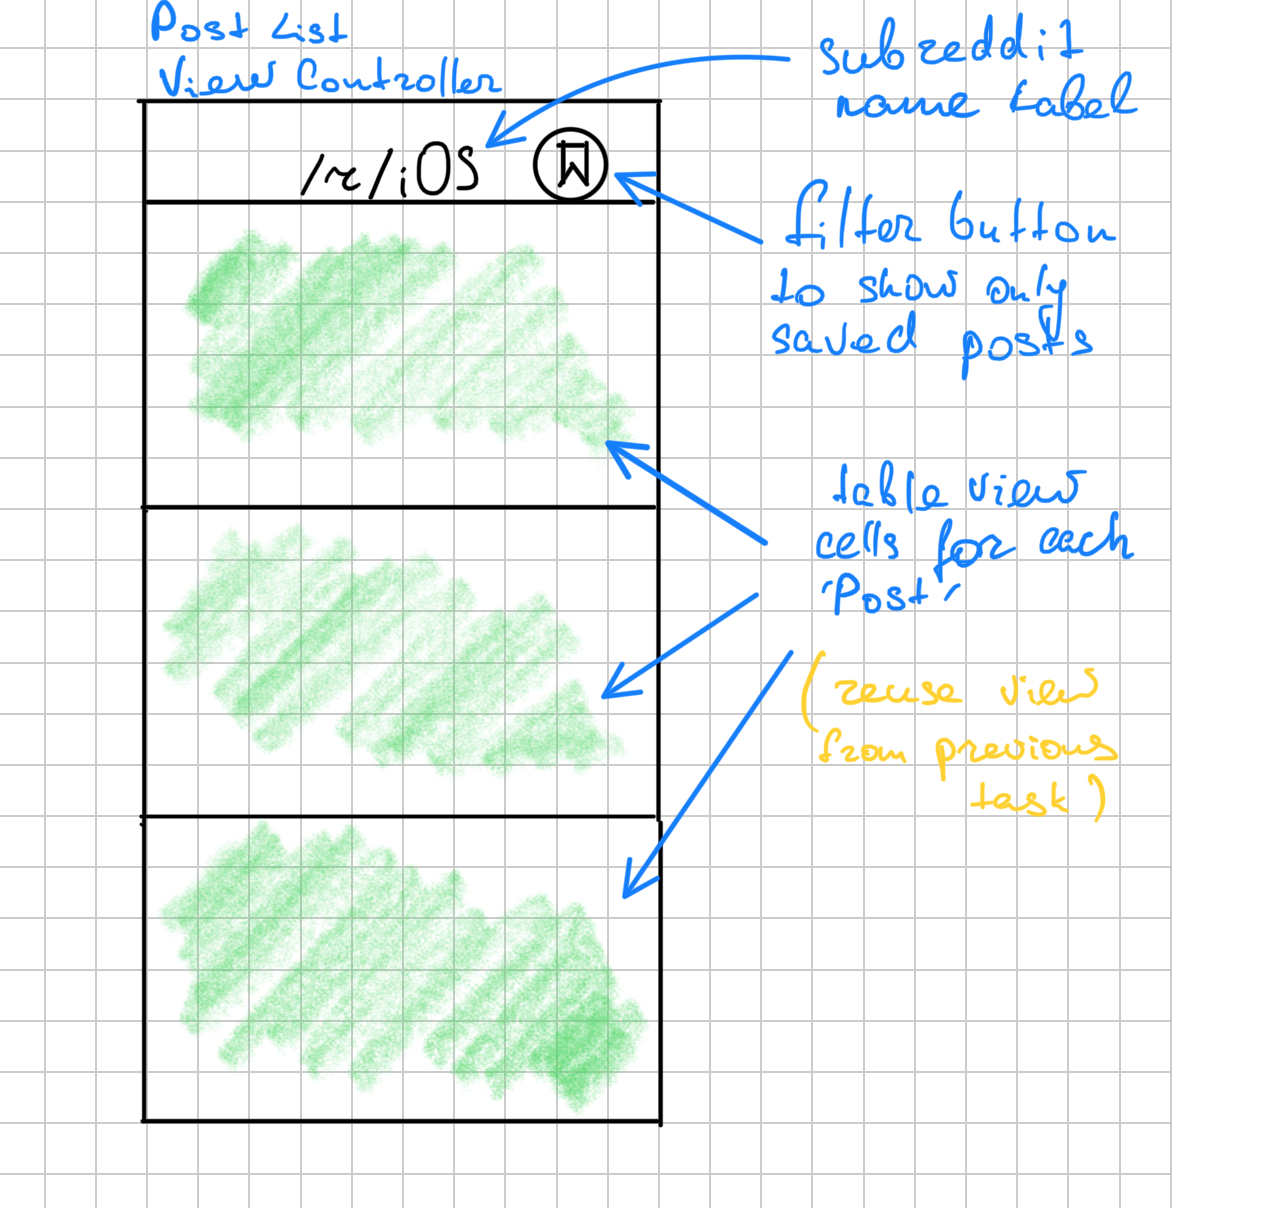 Post List
View Controller
subreddit
name Label
/r/iOS
filter button
to show only
saved posts
table view
cells for each
'Post'
(reuse view
from previous
task)